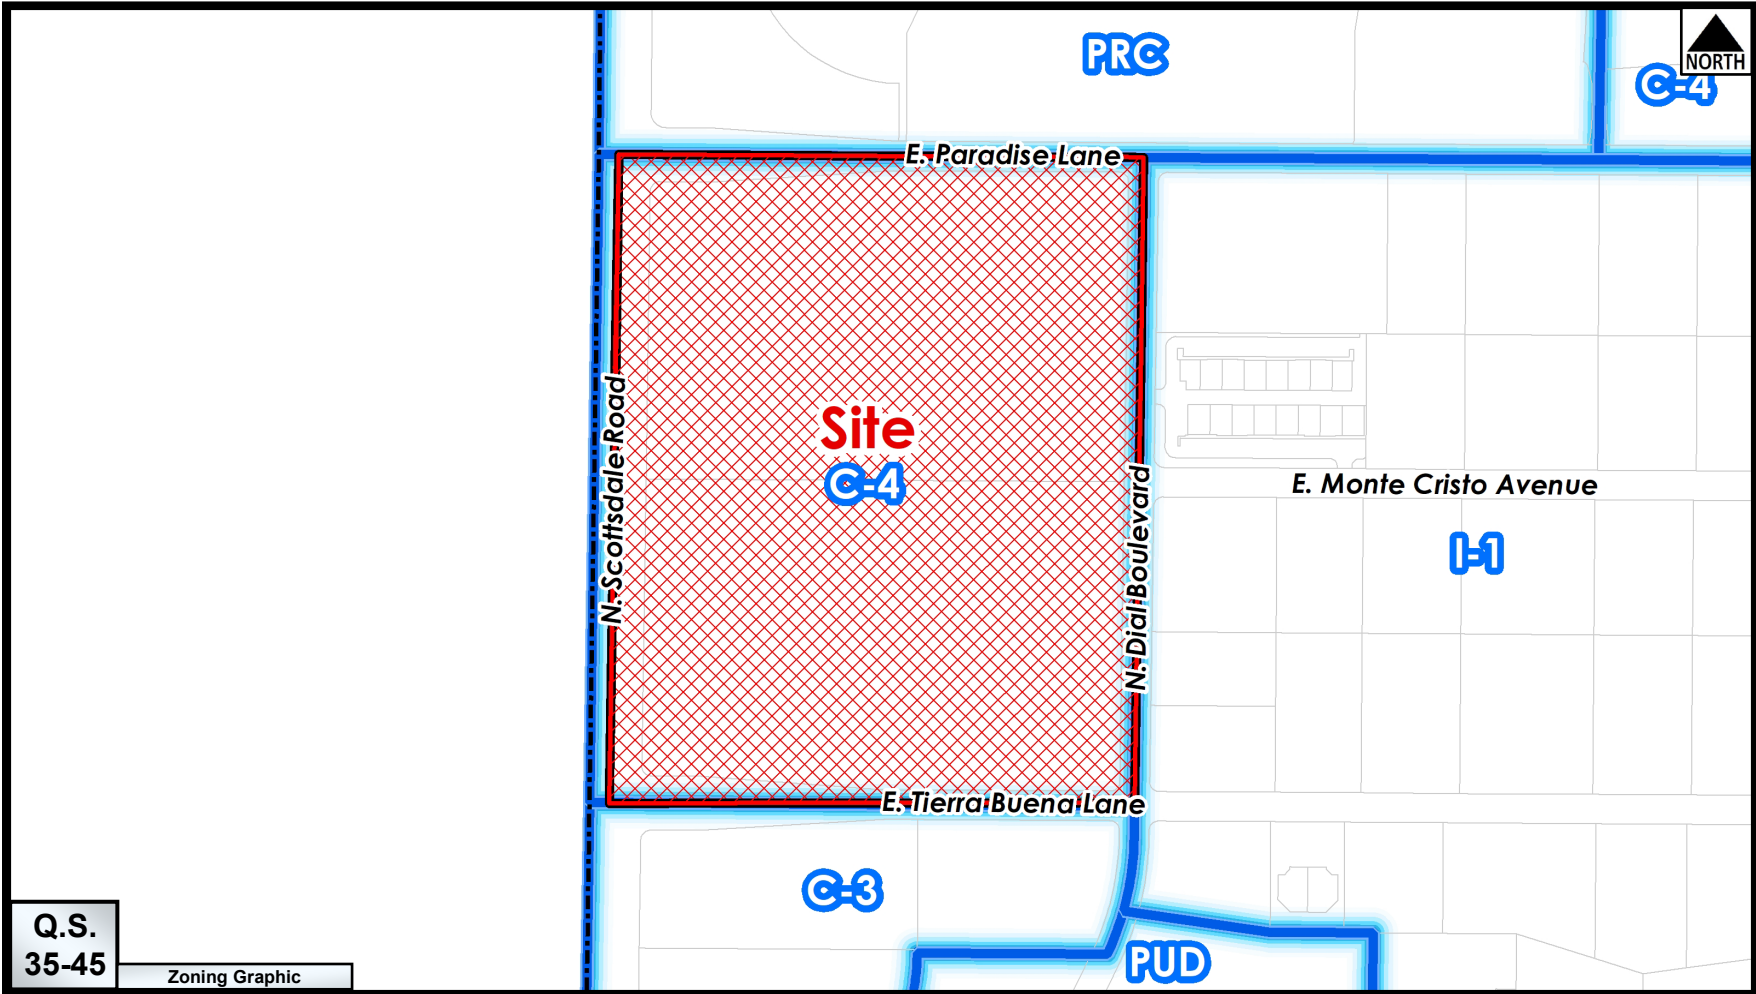 PRC
NORTH
C-4
E. Paradise Lane
Site
C-4
N. Scottsdale Road
N. Dial Boulevard
E. Monte Cristo Avenue
I-1
E. Tierra Buena Lane
C-3
PUD
Q.S.
35-45
Zoning Graphic